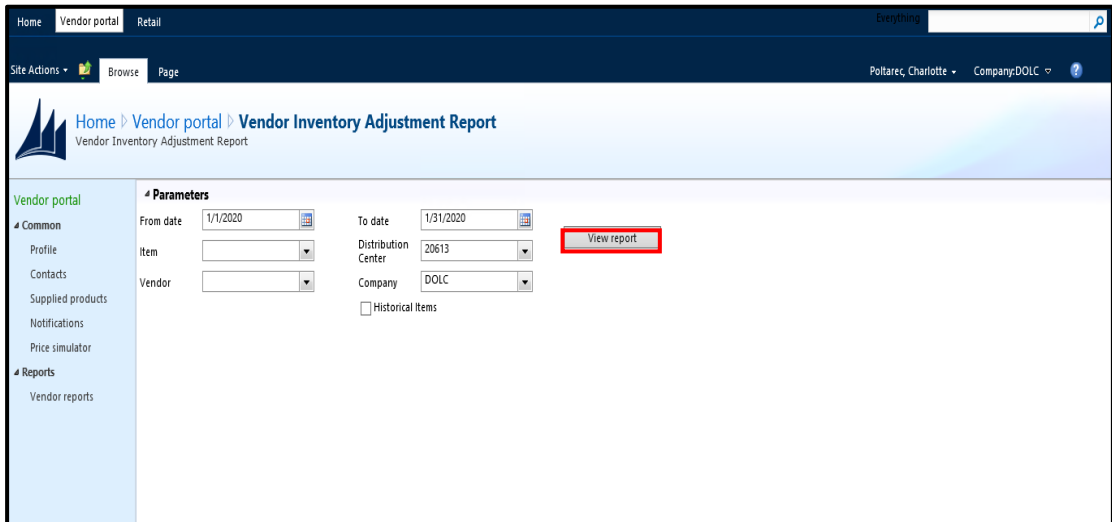 Home Vendor portal Retail Everything
Site Actions Browse Page Poltarec, Charlotte Company:DOLC ?
Home Vendor portal Vendor Inventory Adjustment Report
Vendor Inventory Adjustment Report
Vendor portal
Common
Profile
Contacts
Supplied products
Notifications
Price simulator
Reports
Vendor reports
Parameters
From date 1/1/2020 To date 1/31/2020
View report
Item Distribution Center 20613
Vendor Company DOLC
Historical Items